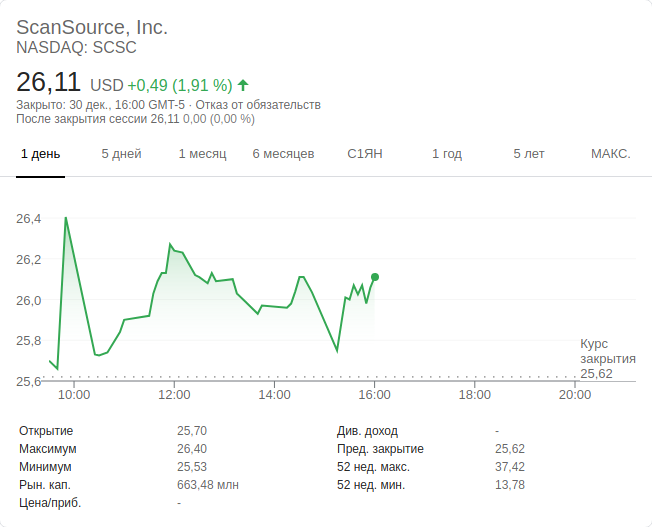 ScanSource, Inc.
NASDAQ: SCSC
26,11 USD +0,49 (1,91 %)
Закрыто: 30 дек., 16:00 GMT-5 · Отказ от обязательств
После закрытия сессии 26,11 0,00 (0,00 %)
1 день 5 дней 1 месяц 6 месяцев С1ЯН 1 год 5 лет МАКС.
26,4
26,2
26,0
25,8
Курс
закрытия
25,62
25,6
10:00 12:00 14:00 16:00 18:00 20:00
Открытие 25,70 Див. доход -
Максимум 26,40 Пред. закрытие 25,62
Минимум 25,53 52 нед. макс. 37,42
Рын. кап. 663,48 млн 52 нед. мин. 13,78
Цена/приб. -